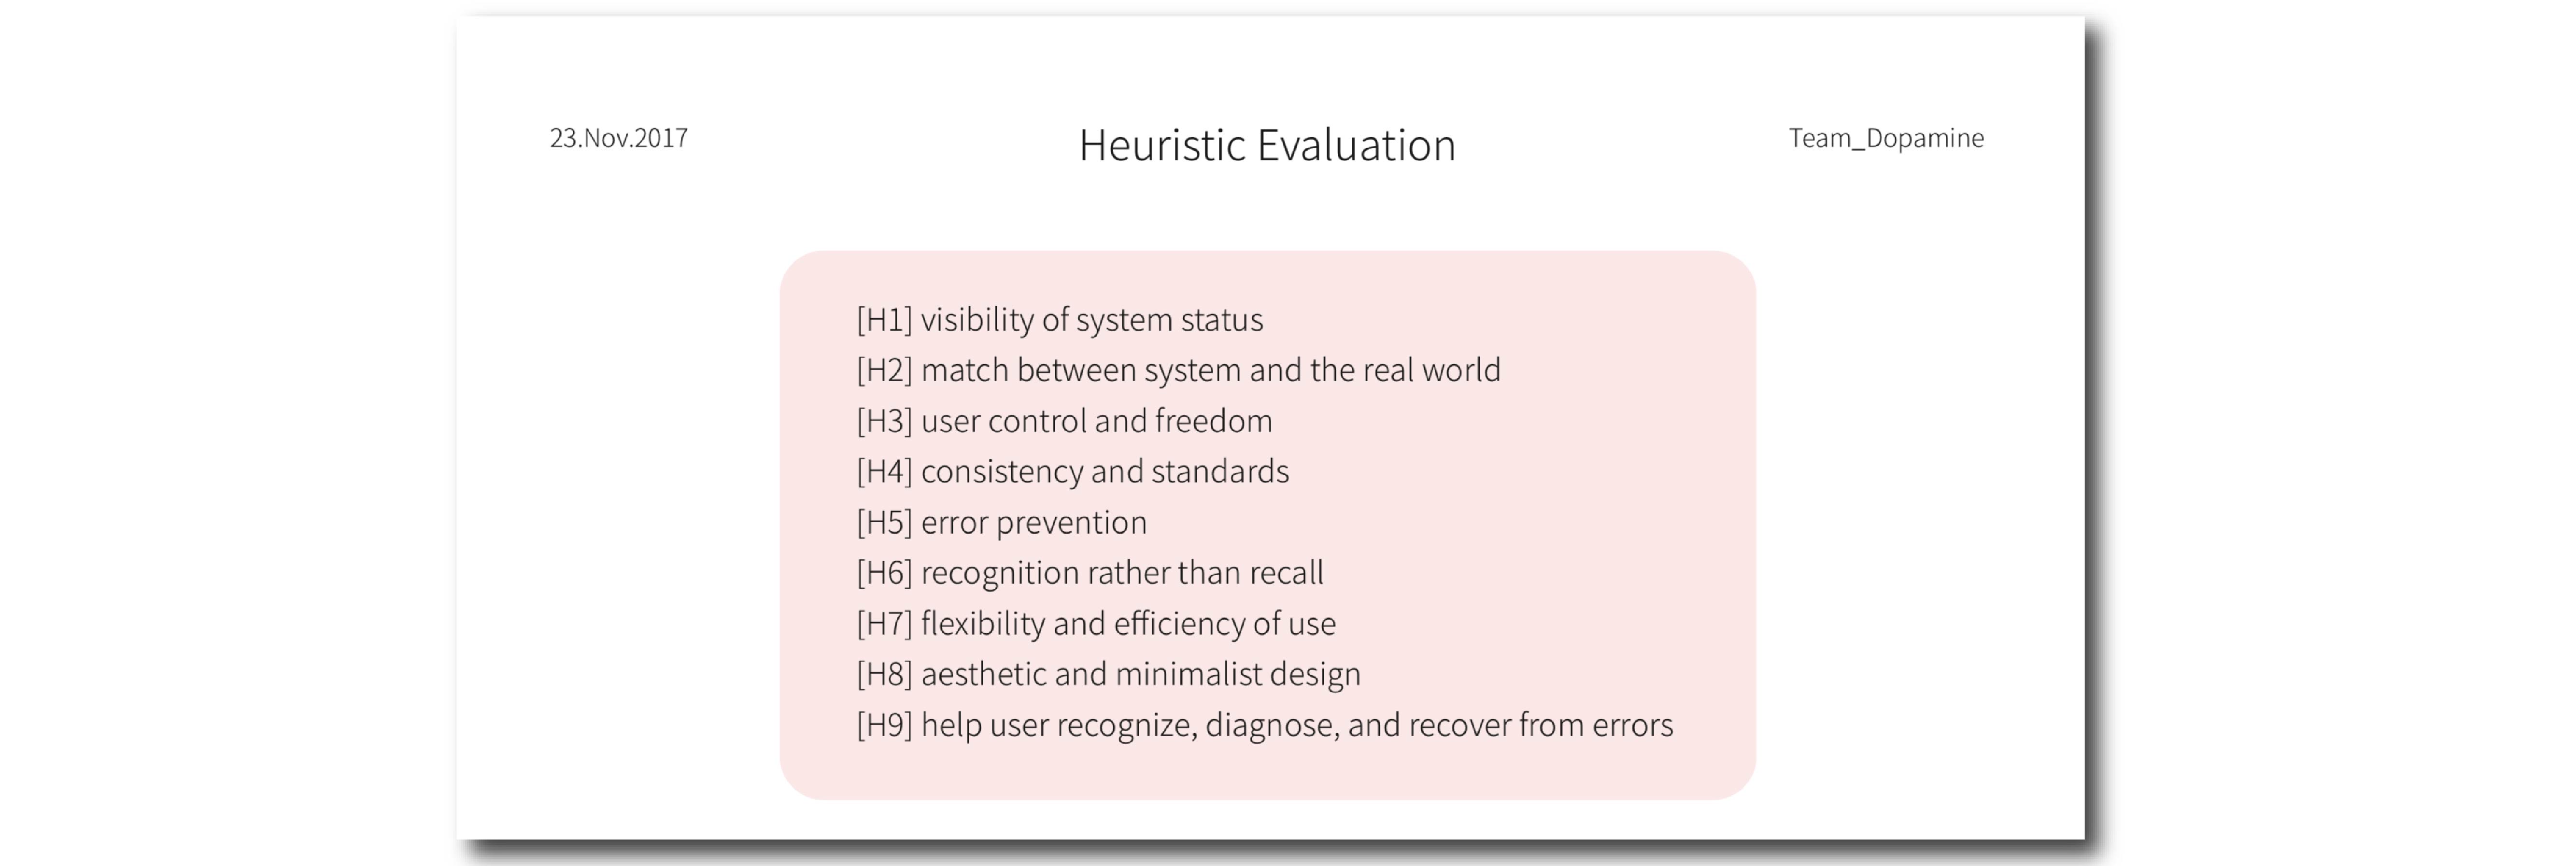 23.Nov.2017
Heuristic Evaluation
Team_Dopamine
[H1] visibility of system status
[H2] match between system and the real world
[H3] user control and freedom
[H4] consistency and standards
[H5] error prevention
[H6] recognition rather than recall
[H7] flexibility and efficiency of use
[H8] aesthetic and minimalist design
[H9] help user recognize, diagnose, and recover from errors